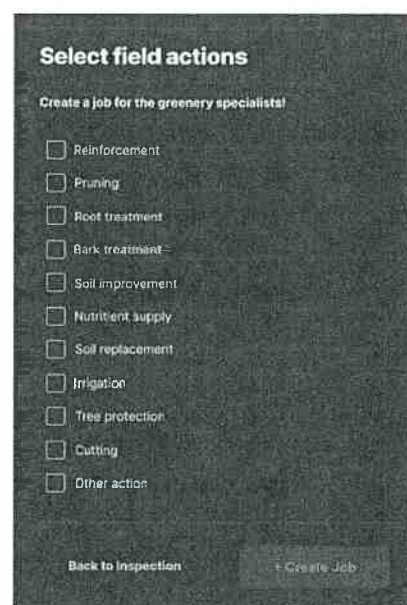 Select field actions
Create a job for the greenery specialists!
Reinforcement
Pruning
Root treatment
Bark treatment
Soil improvement
Nutritient supply
Soil replacement
Irrigation
Tree protection
Cutting
Other action
Back to Inspection
+ Create Job